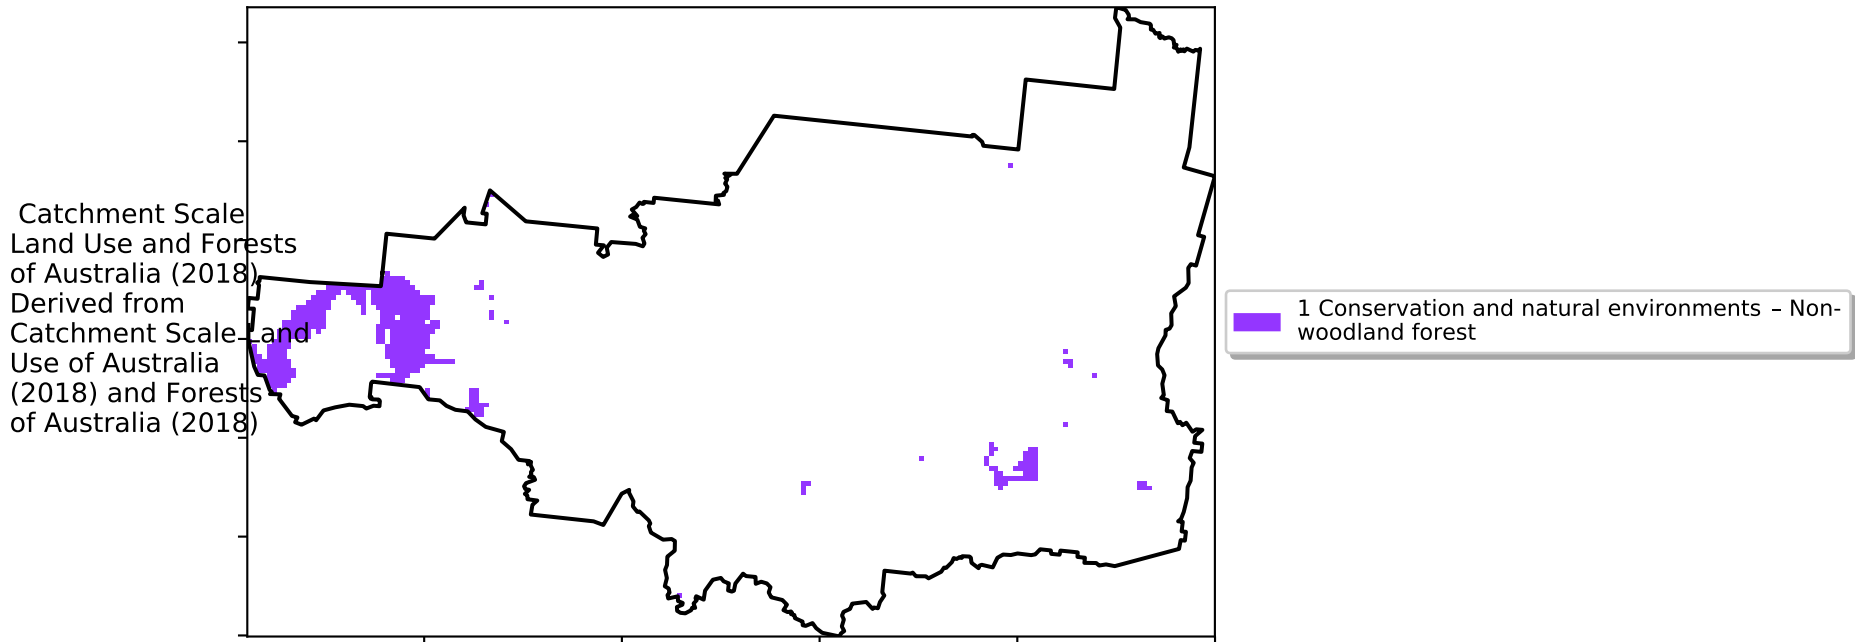 Catchment Scale
Land Use and Forests
of Australia (2018)
Derived from
Catchment Scale Land
Use of Australia
(2018) and Forests
of Australia (2018)
1 Conservation and natural environments – Non-
woodland forest